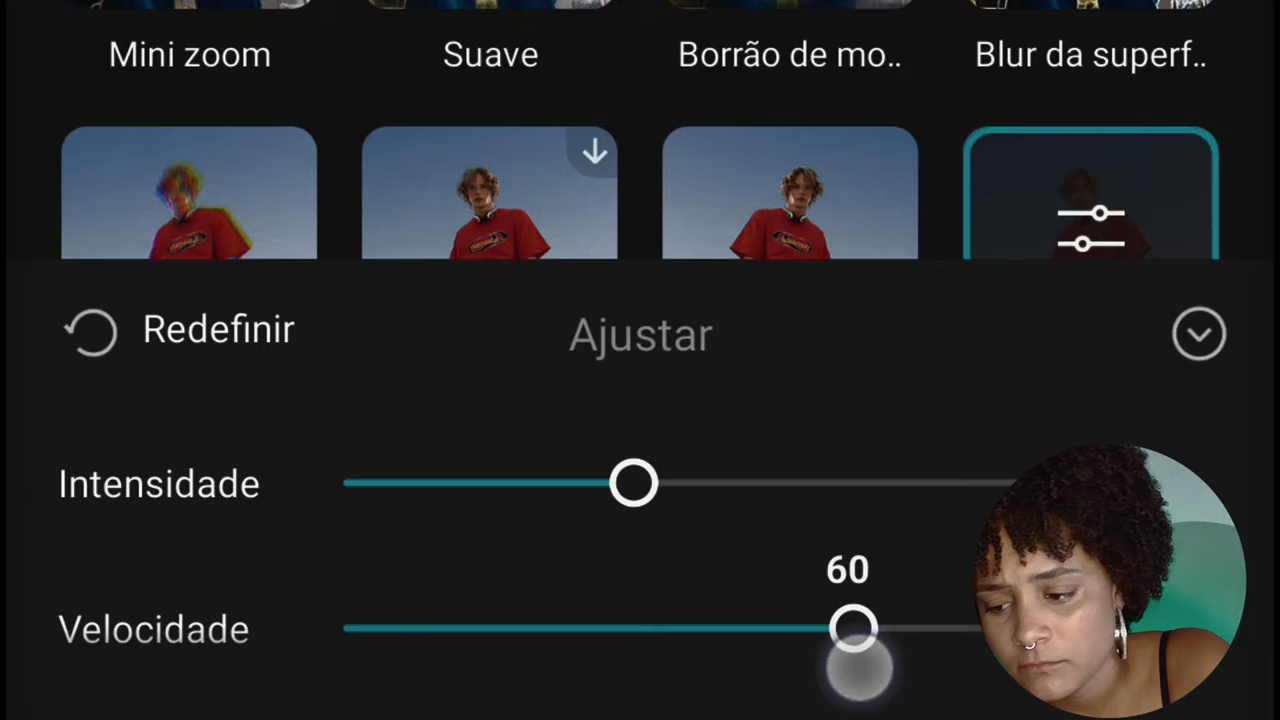 Mini zoom
Suave
Borrão de mo..
Blur da superf..
Redefinir
Ajustar
Intensidade
60
Velocidade